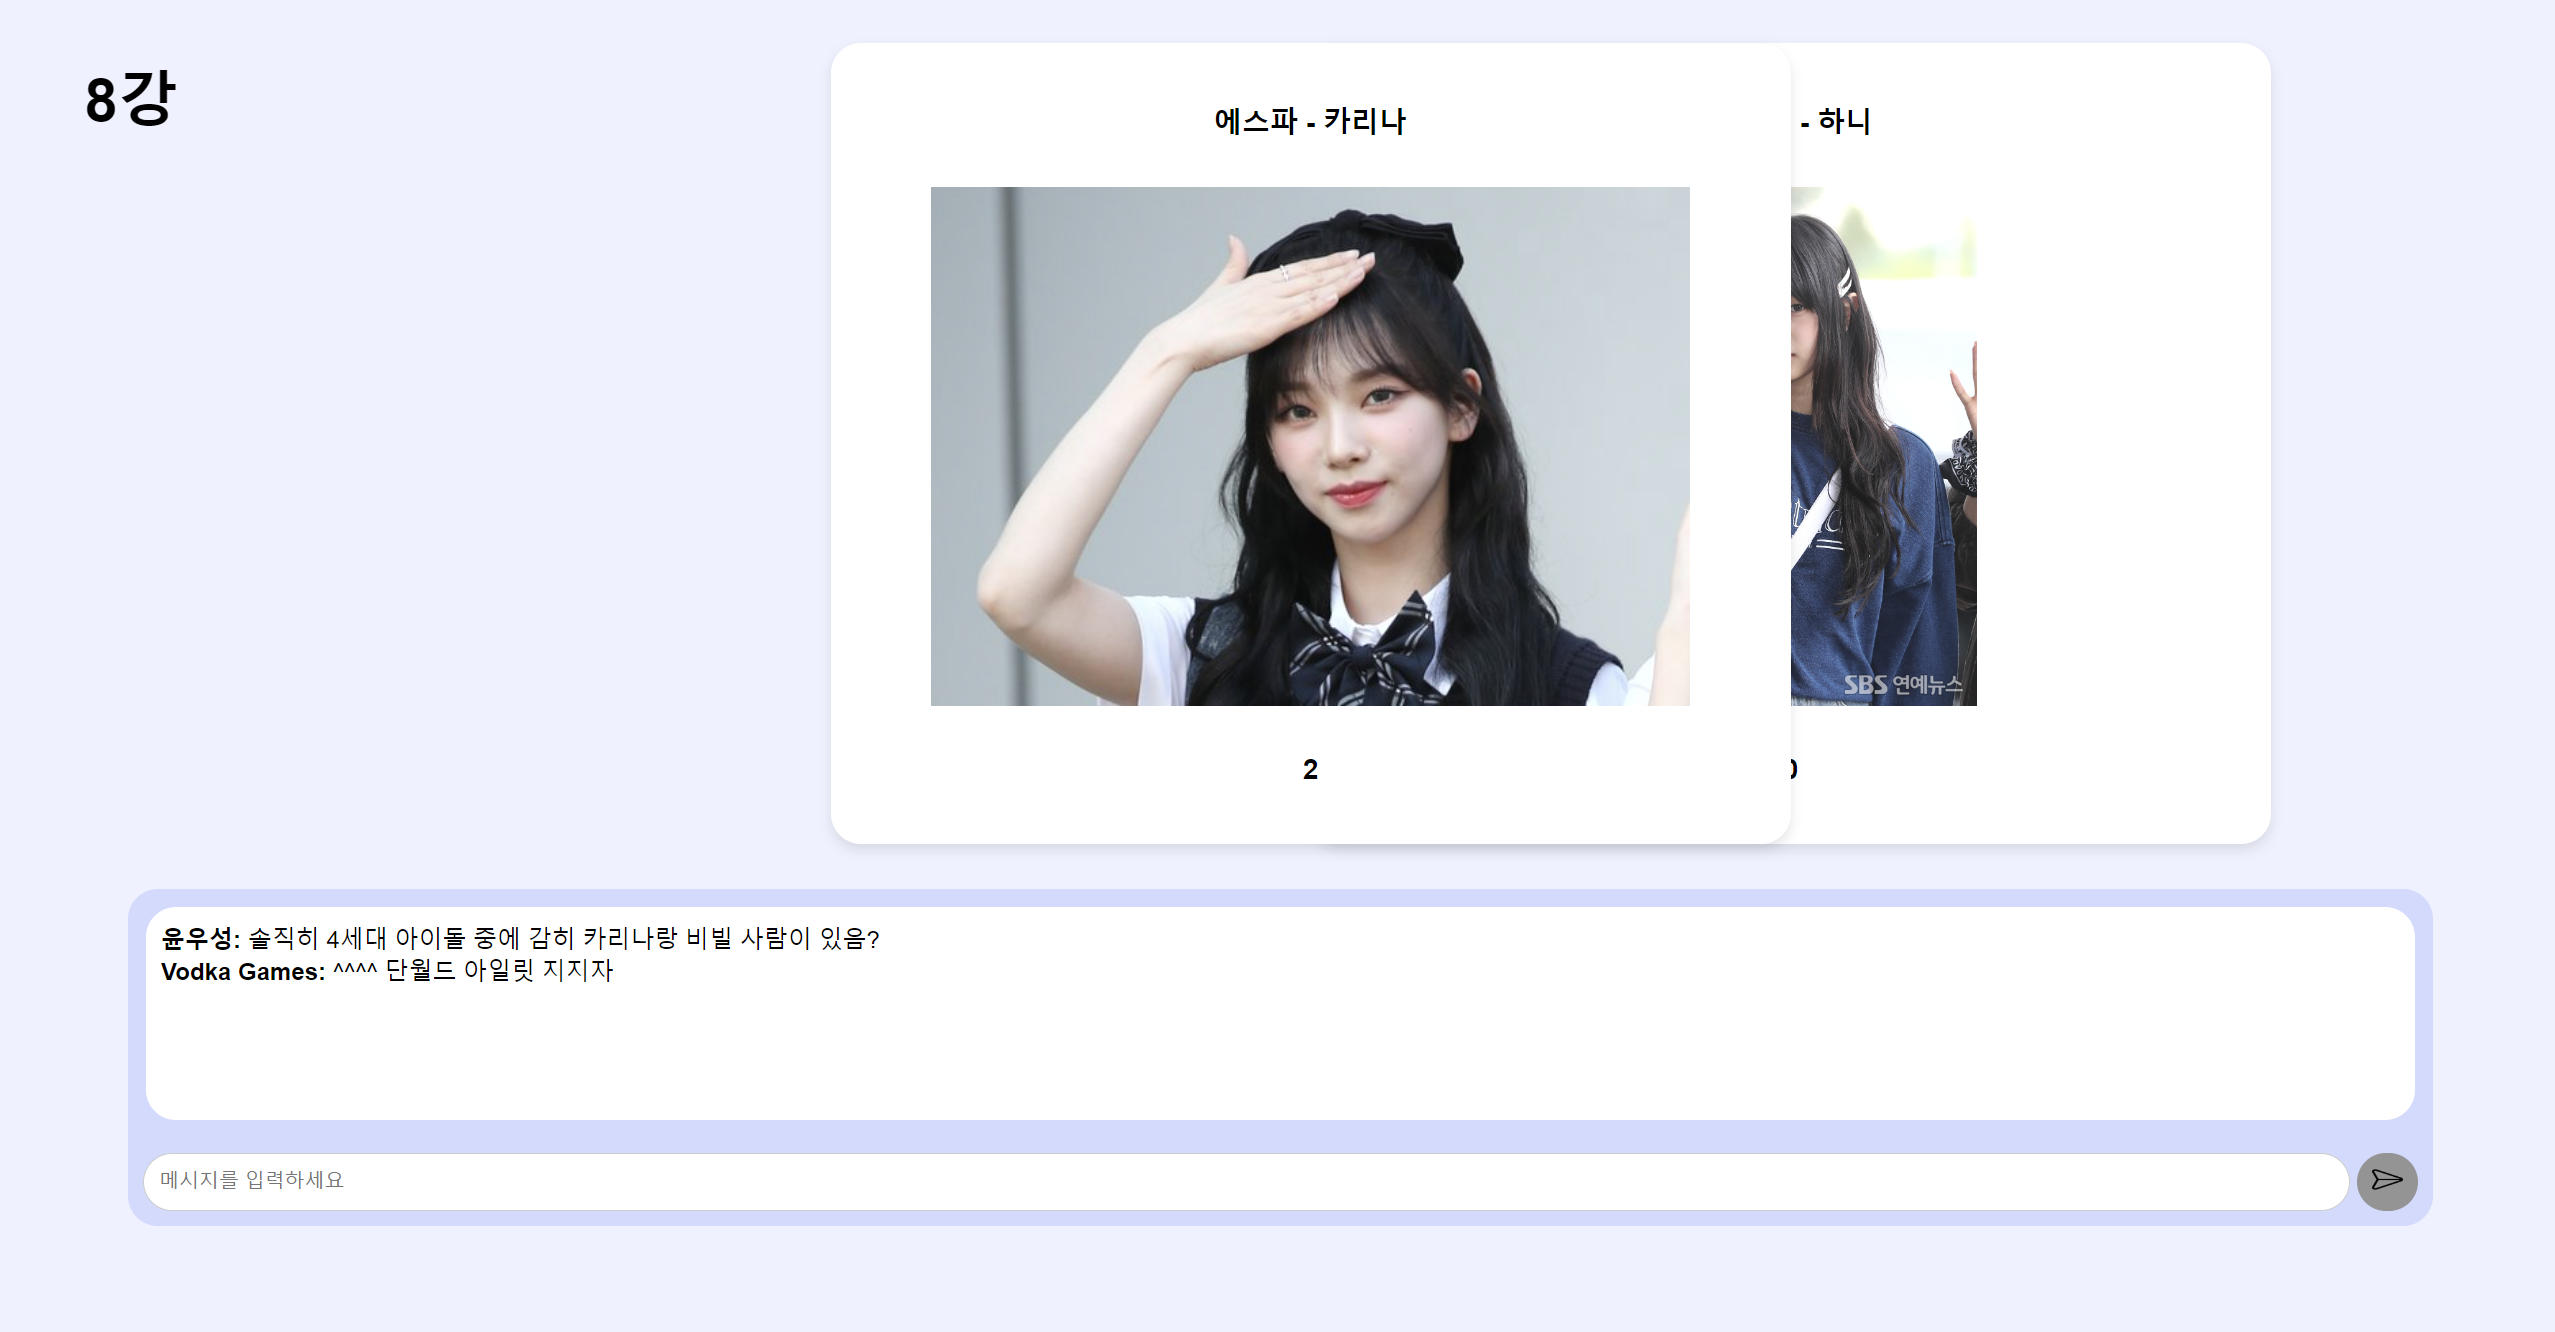 8강
에스파 - 카리나
- 하니
SBS 연예뉴스
2
윤우성: 솔직히 4세대 아이돌 중에 감히 카리나랑 비빌 사람이 있음?
Vodka Games: ^^^^ 단월드 아일릿 지지자
메시지를 입력하세요